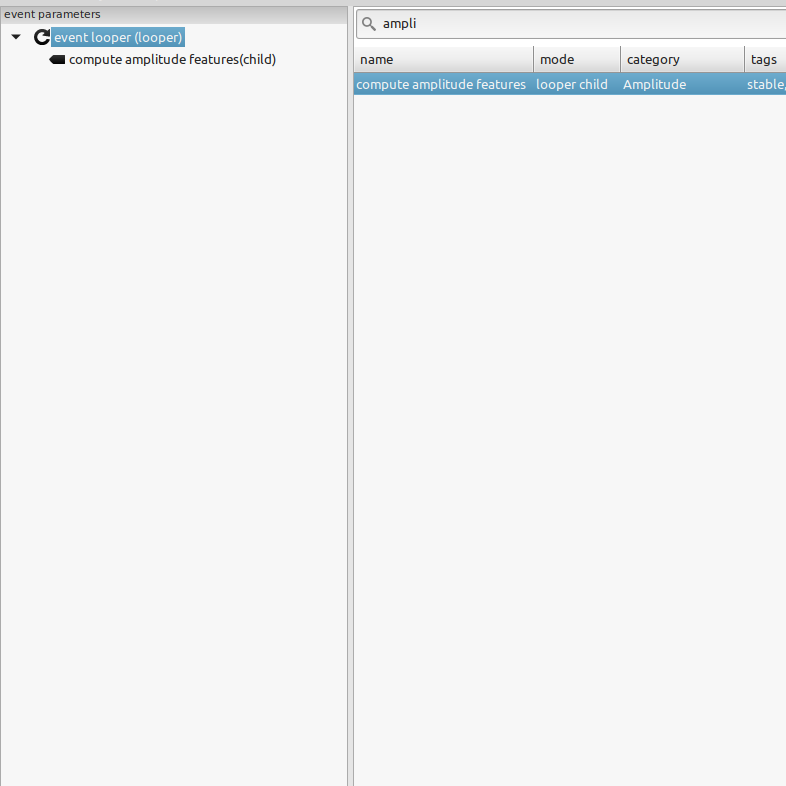 event parameters
event looper (looper)
compute amplitude features(child)
ampli
name mode category tags
compute amplitude features looper child Amplitude stable,